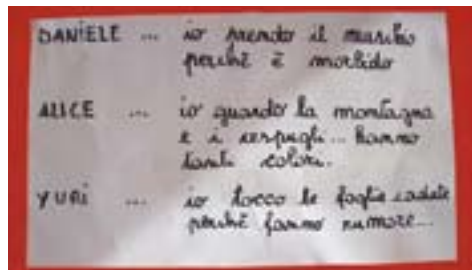 DANIELE ... io prendo il muschio
perchè è morbido
ALICE ... io guardo la montagna
e i cespugli... hanno
tanti colori.
YURI ... io tocco le foglie cadute
perchè fanno rumore...